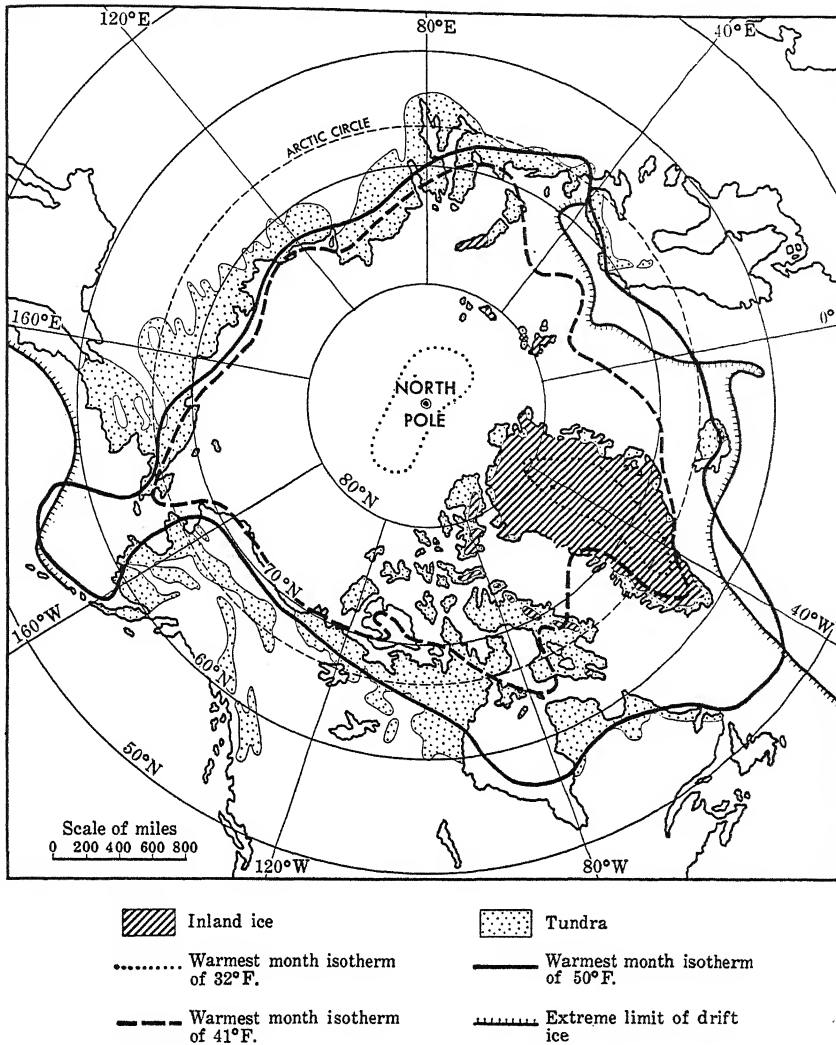 120°E
80°E
40°E
ARCTIC CIRCLE
160°E
0°
NORTH
POLE
80°N
70°N
160°W
40°W
60°N
50°N
Scale of miles
0 200 400 600 800
120°W
80°W
Inland ice
Tundra
Warmest month isotherm
of 32°F.
Warmest month isotherm
of 50°F.
Warmest month isotherm
of 41°F.
Extreme limit of drift
ice